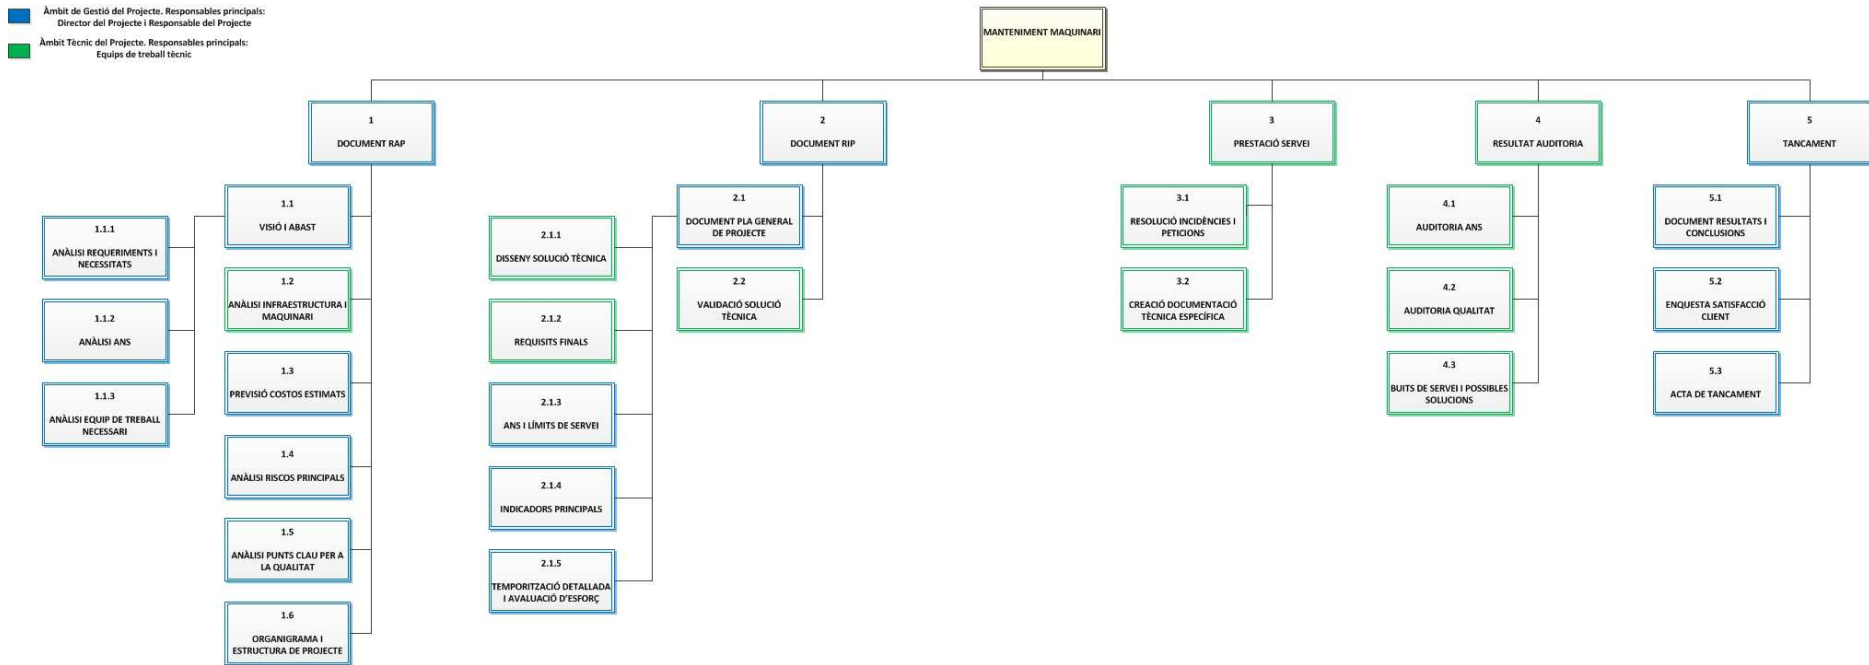 Àmbit de Gestió del Projecte. Responsables principals:
Director del Projecte i Responsable del Projecte
Àmbit Tècnic del Projecte. Responsables principals:
Equips de treball tècnic
MANTENIMENT MAQUINARI
1
DOCUMENT RAP
2
DOCUMENT RIP
3
PRESTACIÓ SERVEI
4
RESULTAT AUDITORIA
5
TANCAMENT
1.1
VISIÓ I ABAST
1.1.1
ANÀLISI REQUERIMENTS I
NECESSITATS
1.1.2
ANÀLISI ANS
1.1.3
ANÀLISI EQUIP DE TREBALL
NECESSARI
1.2
ANÀLISI INFRAESTRUCTURA I
MAQUINARI
1.3
PREVISIÓ COSTOS ESTIMATS
1.4
ANÀLISI RISCOS PRINCIPALS
1.5
ANÀLISI PUNTS CLAU PER A
LA QUALITAT
1.6
ORGANIGRAMA I
ESTRUCTURA DE PROJECTE
2.1
DOCUMENT PLA GENERAL
DE PROJECTE
2.1.1
DISSENY SOLUCIÓ TÈCNICA
2.1.2
REQUISITS FINALS
2.1.3
ANS I LÍMITS DE SERVEI
2.1.4
INDICADORS PRINCIPALS
2.1.5
TEMPORITZACIÓ DETALLADA
I AVALUACIÓ D'ESFORÇ
2.2
VALIDACIÓ SOLUCIÓ
TÈCNICA
3.1
RESOLUCIÓ INCIDÈNCIES I
PETICIONS
3.2
CREACIÓ DOCUMENTACIÓ
TÈCNICA ESPECÍFICA
4.1
AUDITORIA ANS
4.2
AUDITORIA QUALITAT
4.3
BUITS DE SERVEI I POSSIBLES
SOLUCIONS
5.1
DOCUMENT RESULTATS I
CONCLUSIONS
5.2
ENQUESTA SATISFACCIÓ
CLIENT
5.3
ACTA DE TANCAMENT